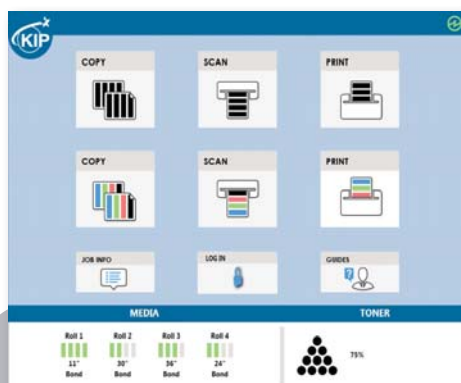 KIP
COPY SCAN PRINT
COPY SCAN PRINT
JOB INFO LOG IN GUIDES
MEDIA TONER
Roll 1 Roll 2 Roll 3 Roll 4
75%
11" 30" 36" 24"
Bond Bond Bond Bond